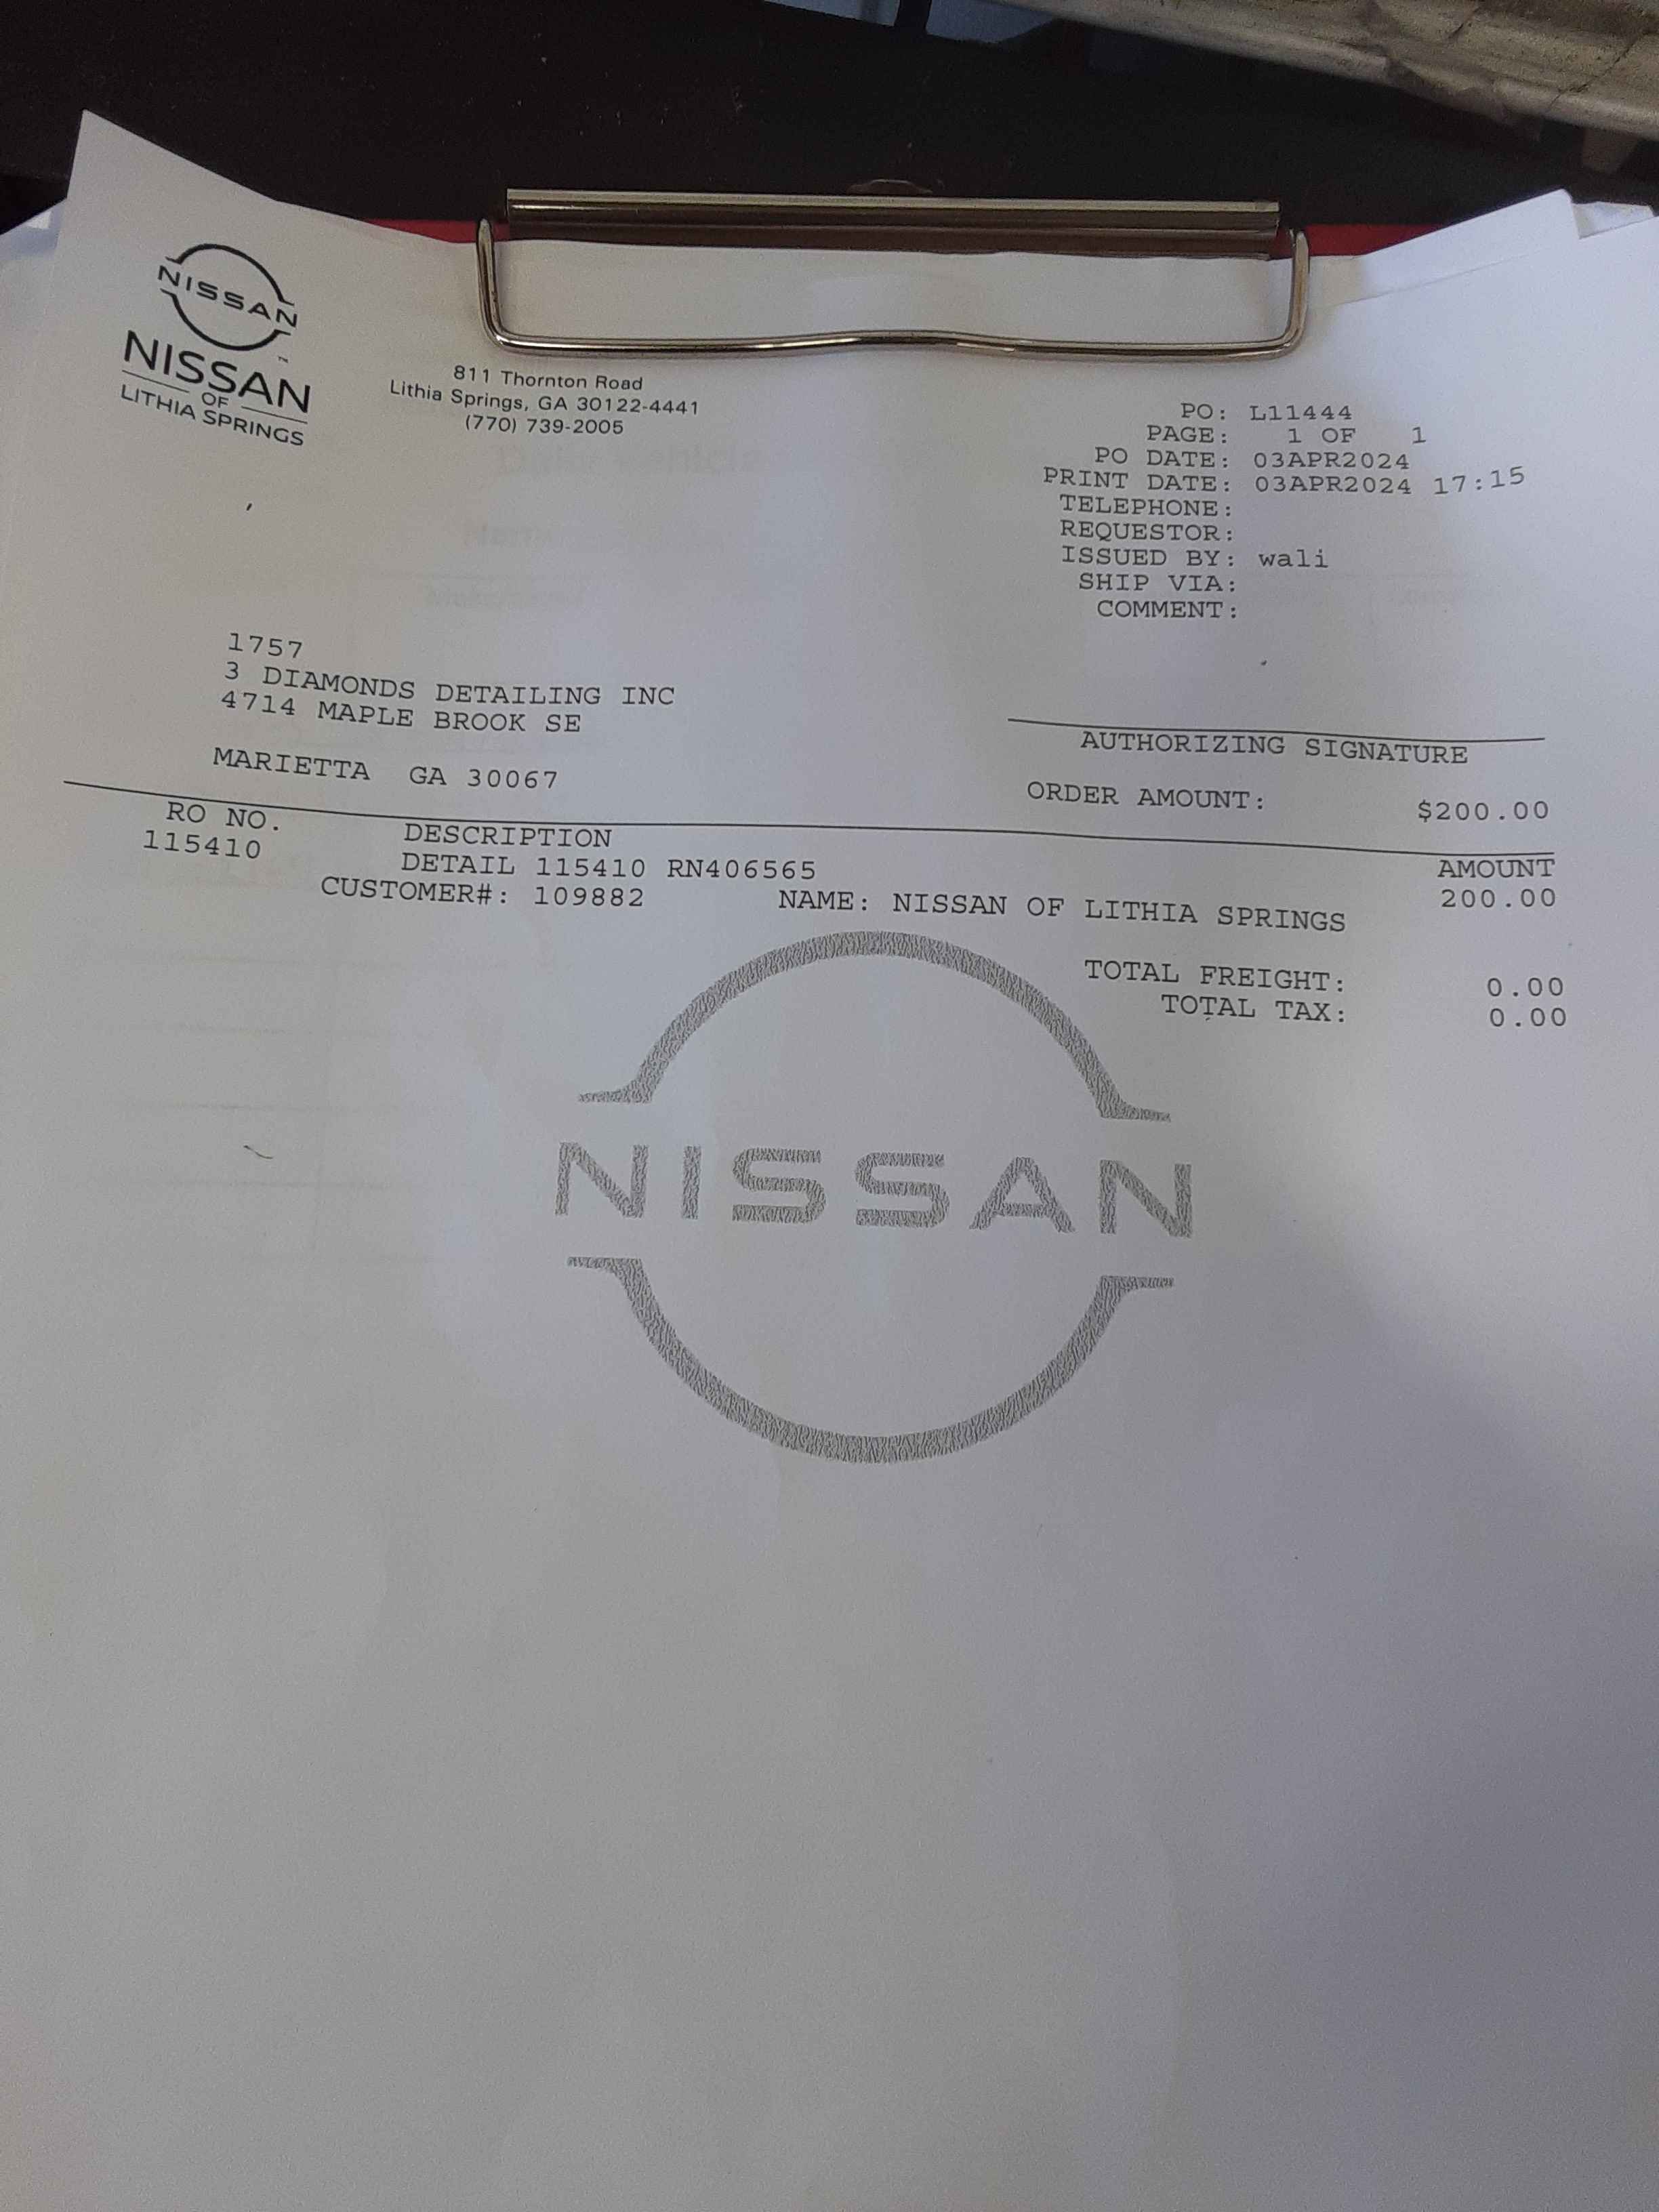 NISSAN
NISSAN
OF
LITHIA SPRINGS
811 Thornton Road
Lithia Springs, GA 30122-4441
(770) 739-2005
PO: L11444
PAGE: 1 OF 1
PO DATE: 03APR2024
PRINT DATE: 03APR2024 17:15
TELEPHONE:
REQUESTOR:
ISSUED BY: wali
SHIP VIA:
COMMENT:
1757
3 DIAMONDS DETAILING INC
4714 MAPLE BROOK SE
MARIETTA GA 30067
AUTHORIZING SIGNATURE
ORDER AMOUNT: $200.00
RO NO. DESCRIPTION AMOUNT
115410 DETAIL 115410 RN406565 200.00
CUSTOMER#: 109882 NAME: NISSAN OF LITHIA SPRINGS
TOTAL FREIGHT: 0.00
TOTAL TAX: 0.00
NISSAN